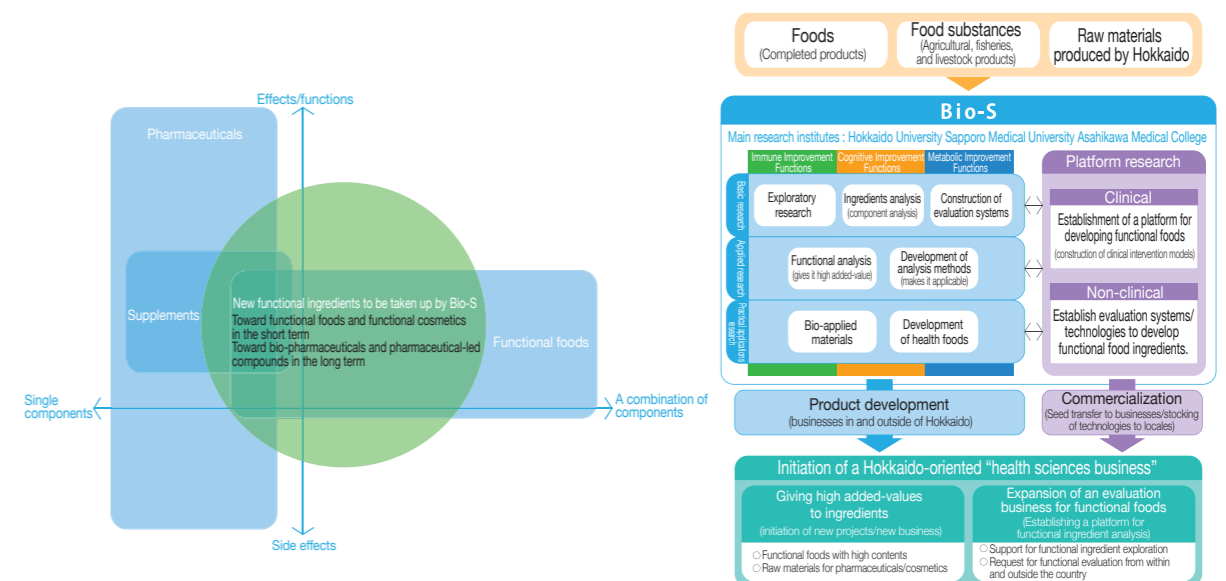 Effects/functions
Pharmaceuticals
Supplements
New functional ingredients to be taken up by Bio-S
Toward functional foods and functional cosmetics
in the short term
Toward bio-pharmaceuticals and pharmaceutical-led
compounds in the long term
Functional foods
Single
components
A combination of
components
Side effects
Foods
(Completed products)
Food substances
(Agricultural, fisheries,
and livestock products)
Raw materials
produced by Hokkaido
Bio-S
Main research institutes : Hokkaido University Sapporo Medical University Asahikawa Medical College
Immune Improvement
Functions
Cognitive Improvement
Functions
Metabolic Improvement
Functions
Basic research
Exploratory
research
Ingredients analysis
(component analysis)
Construction of
evaluation systems
Applied research
Functional analysis
(gives it high added-value)
Development of
analysis methods
(makes it applicable)
Practical applications
research
Bio-applied
materials
Development
of health foods
Platform research
Clinical
Establishment of a platform for
developing functional foods
(construction of clinical intervention models)
Non-clinical
Establish evaluation systems/
technologies to develop
functional food ingredients.
Product development
(businesses in and outside of Hokkaido)
Commercialization
(Seed transfer to businesses/stocking
of technologies to locales)
Initiation of a Hokkaido-oriented “health sciences business”
Giving high added-values
to ingredients
(initiation of new projects/new business)
○Functional foods with high contents
○Raw materials for pharmaceuticals/cosmetics
Expansion of an evaluation
business for functional foods
(Establishing a platform for
functional ingredient analysis)
○Support for functional ingredient exploration
○Request for functional evaluation from within
and outside the country